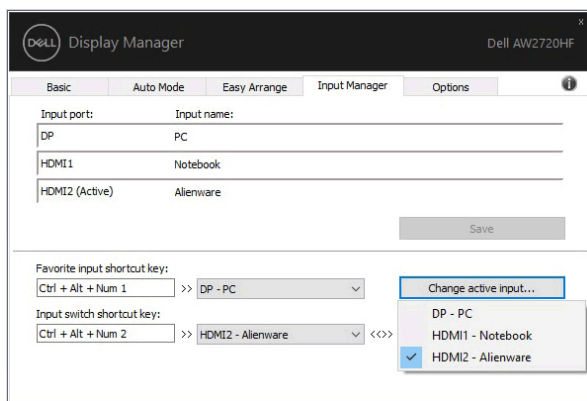 DELL Display Manager Dell AW2720HF
x
Basic Auto Mode Easy Arrange Input Manager Options i
Input port: Input name:
DP PC
HDMI1 Notebook
HDMI2 (Active) Alienware
Save
Favorite input shortcut key:
Ctrl + Alt + Num 1 >> DP - PC Change active input...
Input switch shortcut key:
Ctrl + Alt + Num 2 >> HDMI2 - Alienware <<>>
DP - PC
HDMI1 - Notebook
HDMI2 - Alienware